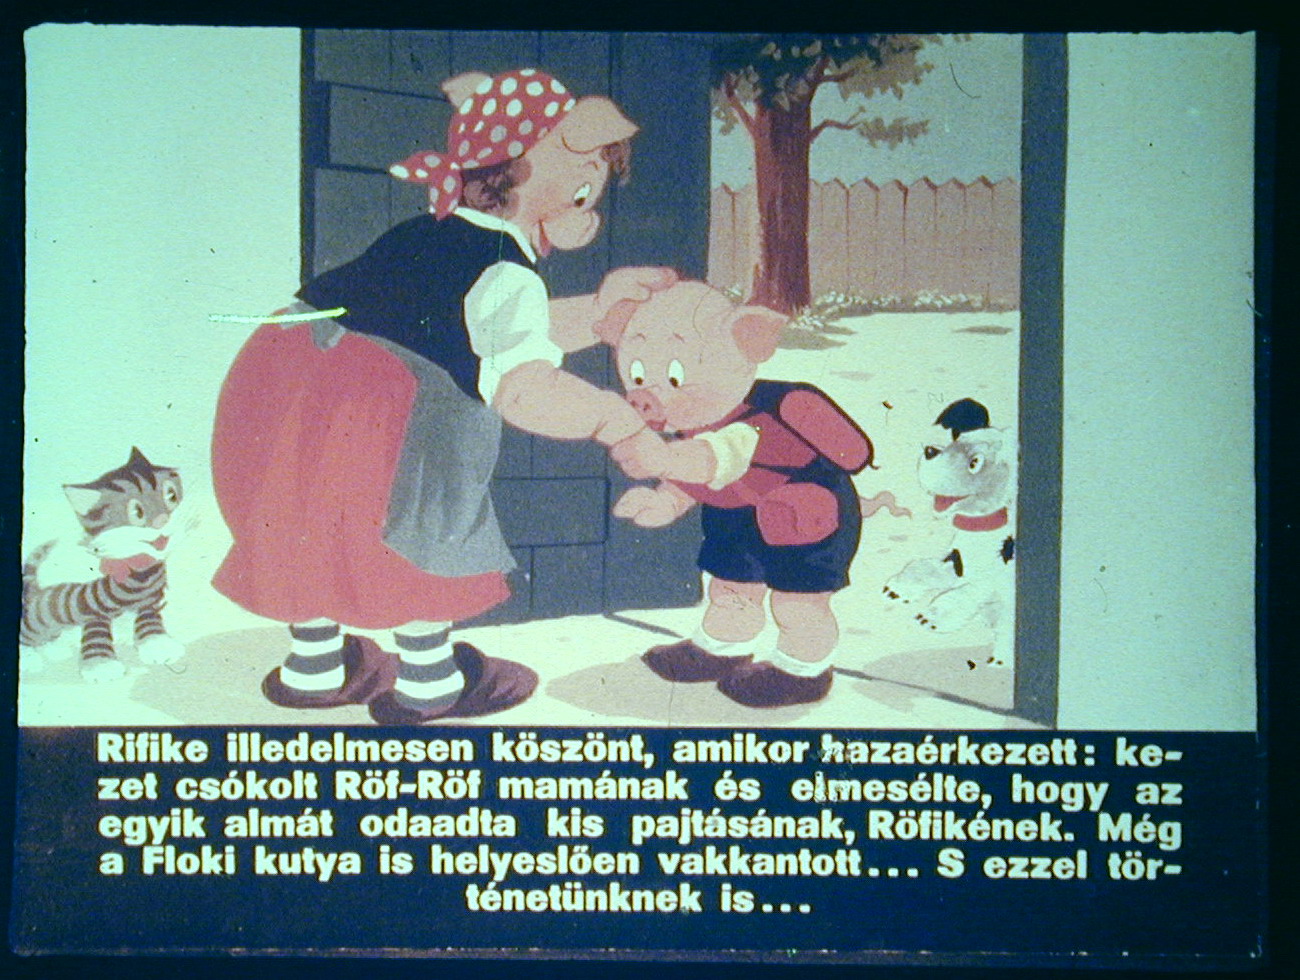 Rifike illedelmesen köszönt, amikor hazaérkezett: ke-
zet csókolt Röf-Röf mamának és elmesélte, hogy az
egyik almát odaadta kis pajtásának, Röfikének. Még
a Floki kutya is helyeslően vakkantott... S ezzel tör-
ténetünknek is...